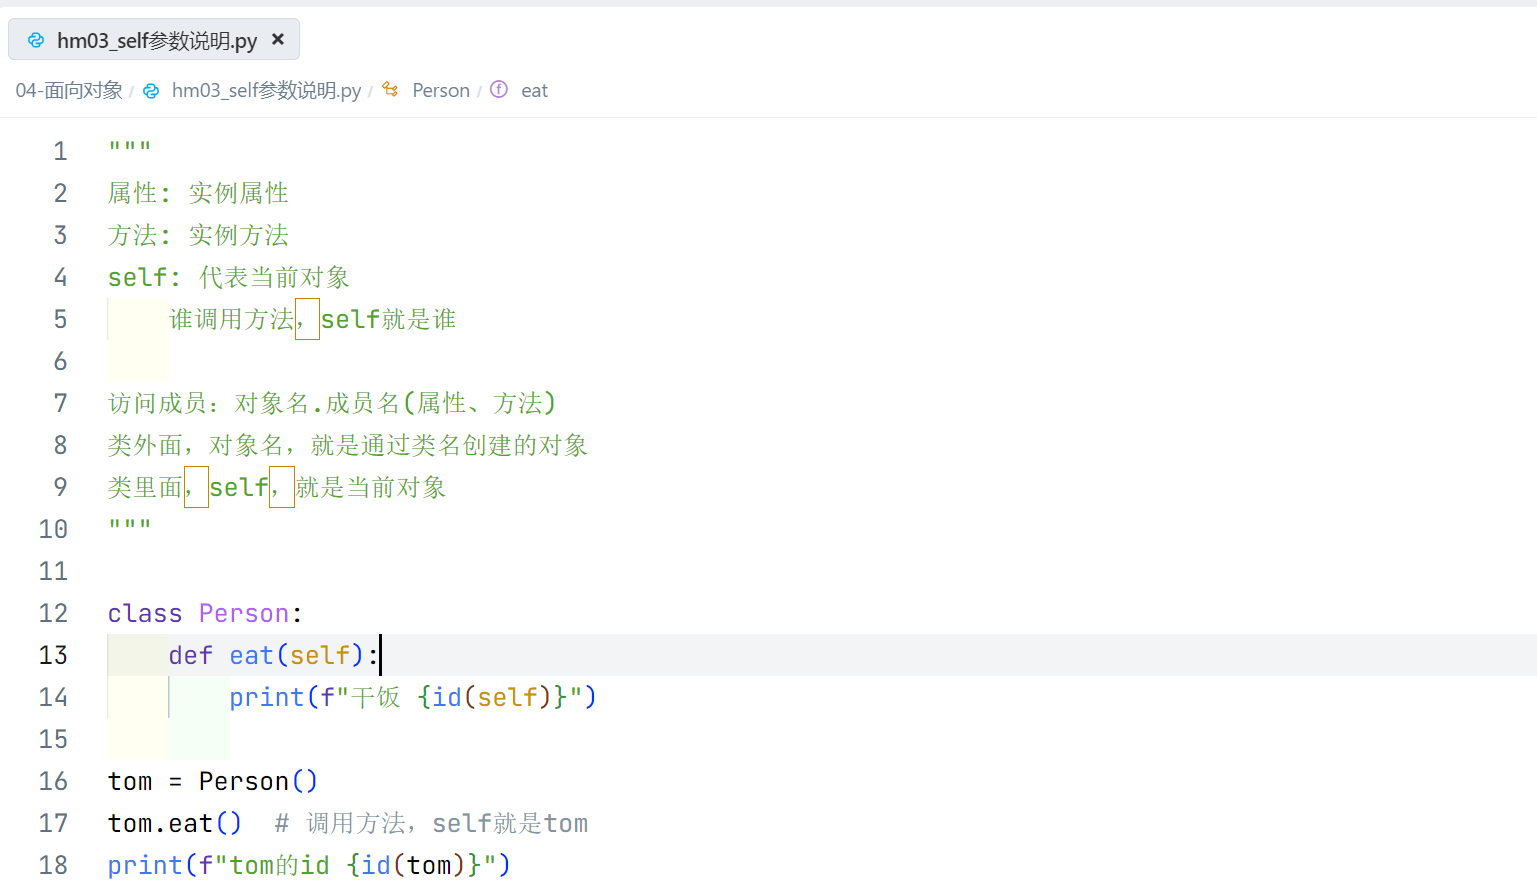 hm03_self参数说明.py ×
04-面向对象 / hm03_self参数说明.py / Person / eat
1 """
2 属性: 实例属性
3 方法: 实例方法
4 self: 代表当前对象
5     谁调用方法，self就是谁
6
7 访问成员：对象名.成员名(属性、方法)
8 类外面，对象名，就是通过类名创建的对象
9 类里面，self，就是当前对象
10 """
11
12 class Person:
13     def eat(self):
14         print(f"干饭 {id(self)}")
15
16 tom = Person()
17 tom.eat()  # 调用方法，self就是tom
18 print(f"tom的id {id(tom)}")